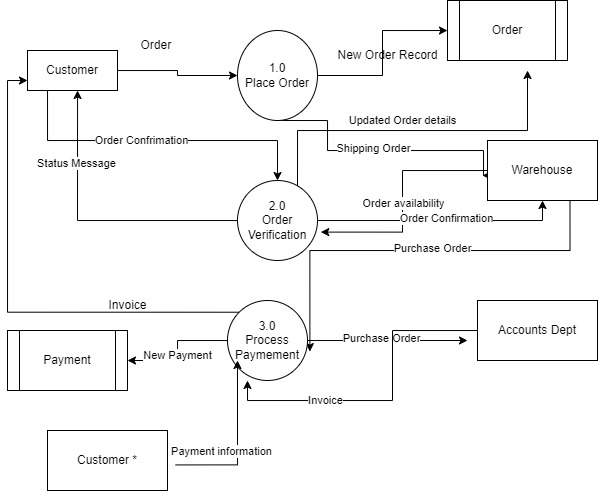 Order
1.0
Place Order
New Order Record
Order
Customer
Updated Order details
Order Confrimation
Shipping Order
Status Message
Warehouse
Order availability
2.0
Order
Verification
Order Confirmation
Purchase Order
Invoice
3.0
Process
Paymement
Purchase Order
Accounts Dept
New Payment
Payment
Invoice
Payment information
Customer *